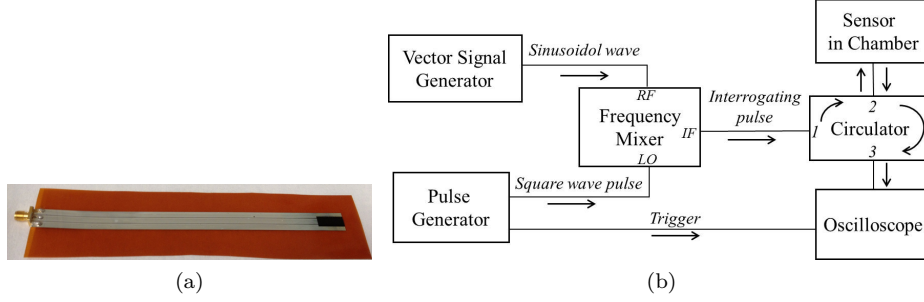 Sensor
in Chamber
Vector Signal
Generator
Sinusoidol wave
RF
Frequency
Mixer
IF
LO
Interrogating
pulse
1
2
Circulator
3
Pulse
Generator
Square wave pulse
Trigger
Oscilloscope
(a)
(b)